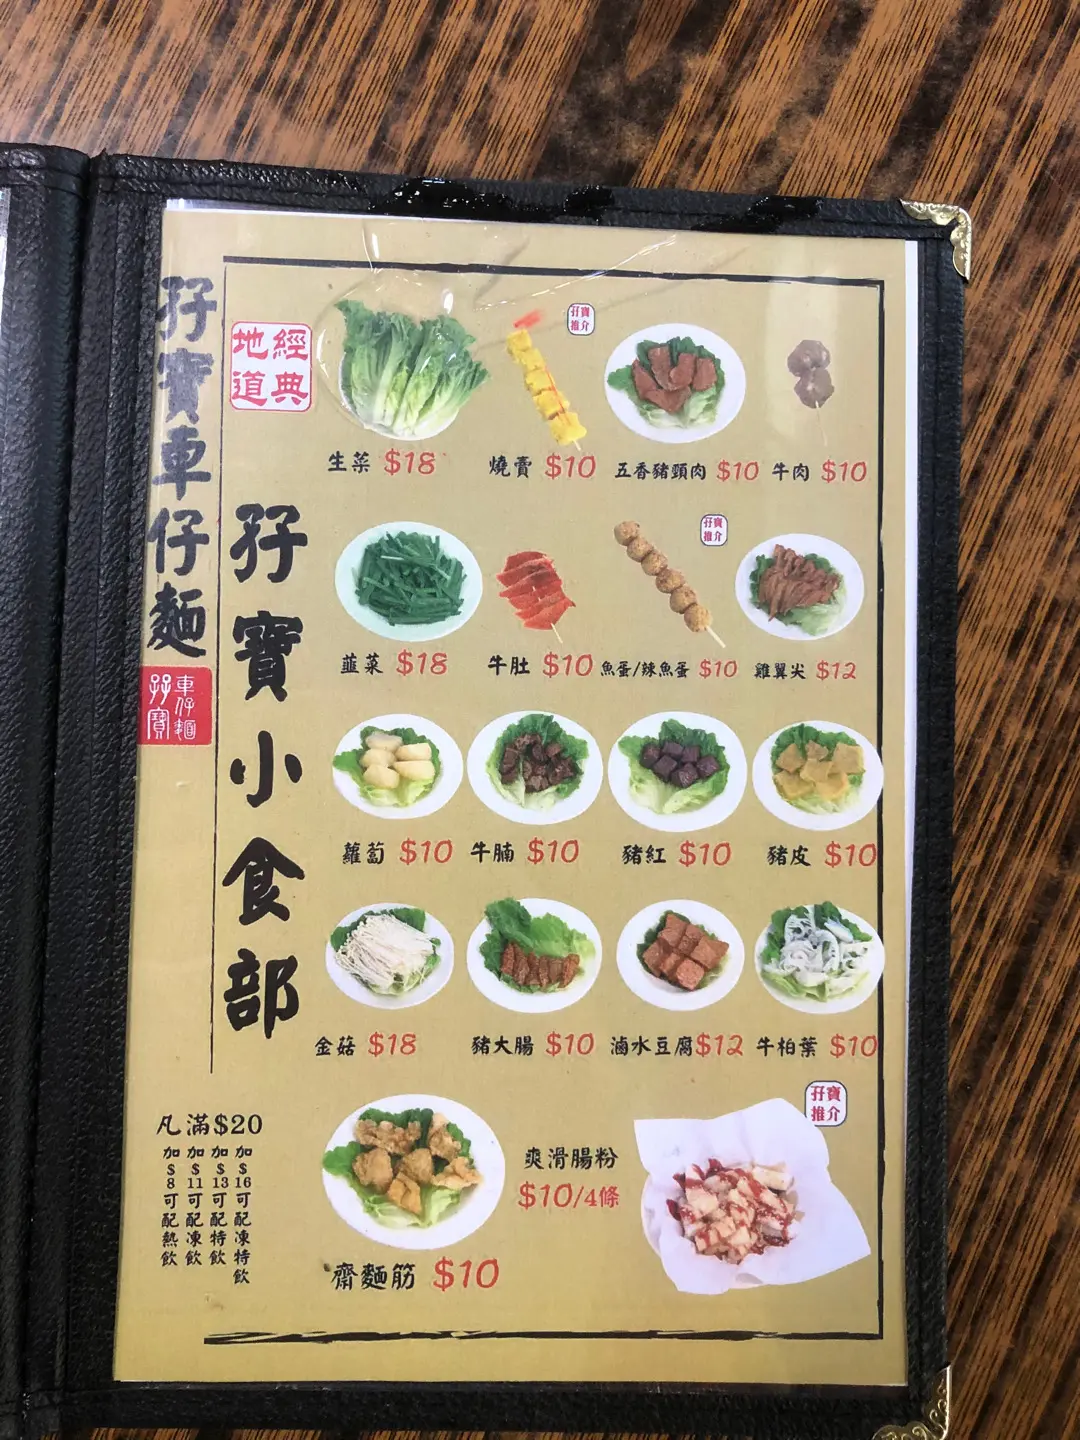 孖寶車仔麵
孖寶
車仔麵
經典
地道
孖寶小食部
孖寶
推介
生菜 $18
燒賣 $10
五香豬頸肉 $10
牛肉 $10
孖寶
推介
韮菜 $18
牛肚 $10
魚蛋/辣魚蛋 $10
雞翼尖 $12
蘿蔔 $10
牛腩 $10
豬紅 $10
豬皮 $10
金菇 $18
豬大腸 $10
滷水豆腐$12
牛柏葉 $10
孖寶
推介
齋麵筋 $10
爽滑腸粉
$10/4條
凡滿$20
加$16可配凍特飲
加$13可配特飲
加$11可配凍飲
加$8可配熱飲